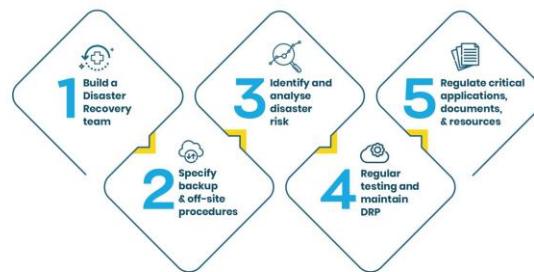 1
Build a
Disaster
Recovery
team
2
Specify
backup
& off-site
procedures
3
Identify and
analyse
disaster
risk
4
Regular
testing and
maintain
DRP
5
Regulate critical
applications,
documents,
& resources